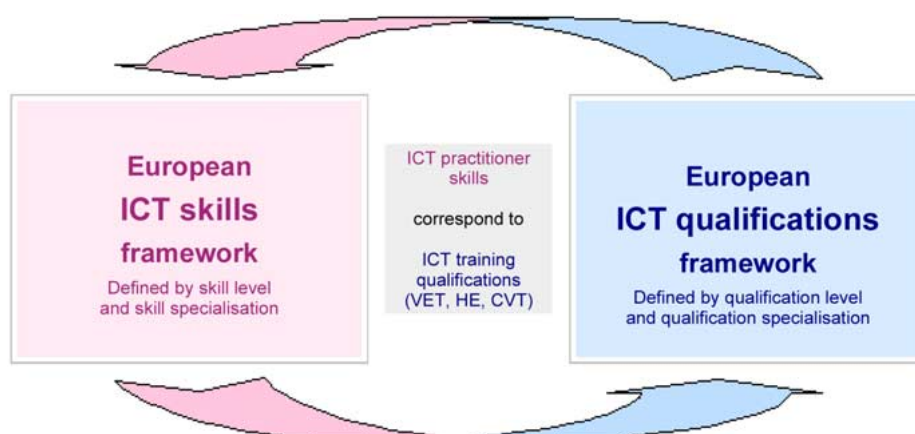 European
ICT skills
framework
Defined by skill level
and skill specialisation
ICT practitioner
skills
correspond to
ICT training
qualifications
(VET, HE, CVT)
European
ICT qualifications
framework
Defined by qualification level
and qualification specialisation